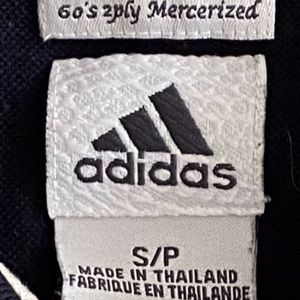 60's 2ply Mercerized
adidas
S/P
MADE IN THAILAND
FABRIQUE EN THAILANDE